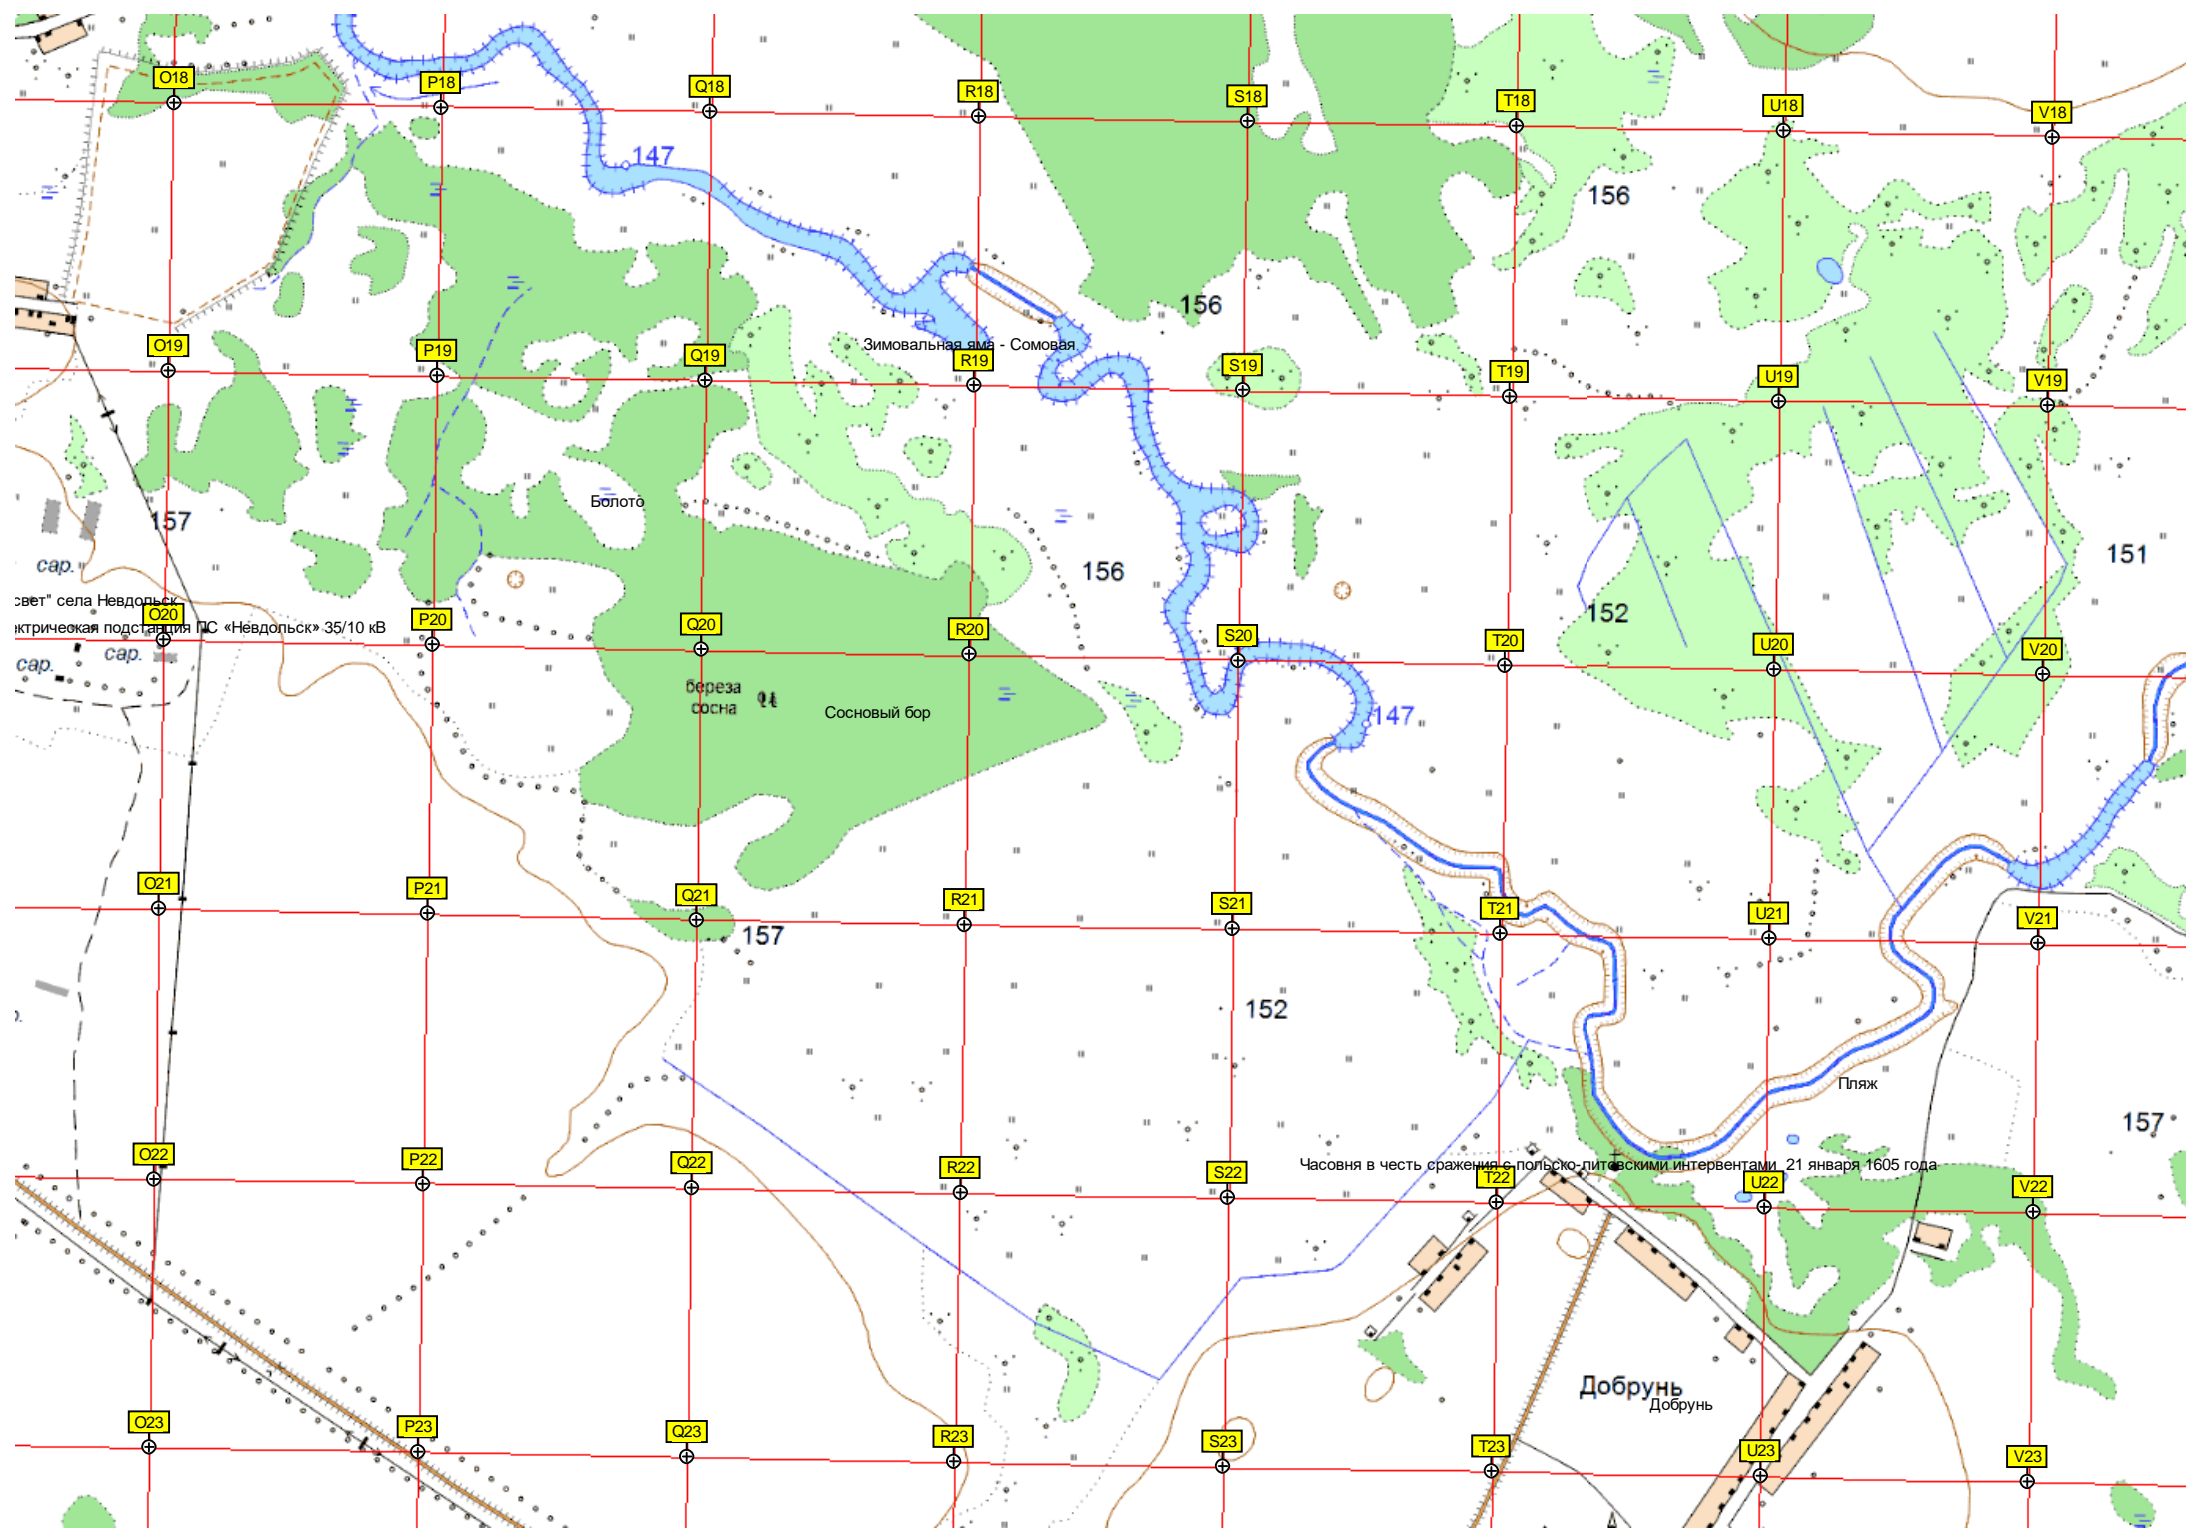 O18
P18
Q18
R18
S18
T18
U18
V18
147
156
156
Зимовальная яма - Сомовая
O19
P19
Q19
R19
S19
T19
U19
V19
157
Болото
156
151
сар.
свет" села Невдольск
152
O20
P20
Q20
R20
S20
T20
U20
V20
ктрическая подстанция ПС «Невдольск» 35/10 кВ
сар.
сар.
береза
сосна
Сосновый бор
147
O21
P21
Q21
R21
S21
T21
U21
V21
157
152
Пляж
157
O22
P22
Q22
R22
S22
T22
U22
V22
Часовня в честь сражения с польско-литовскими интервентами 21 января 1605 года
Добрунь
Добрунь
O23
P23
Q23
R23
S23
T23
U23
V23